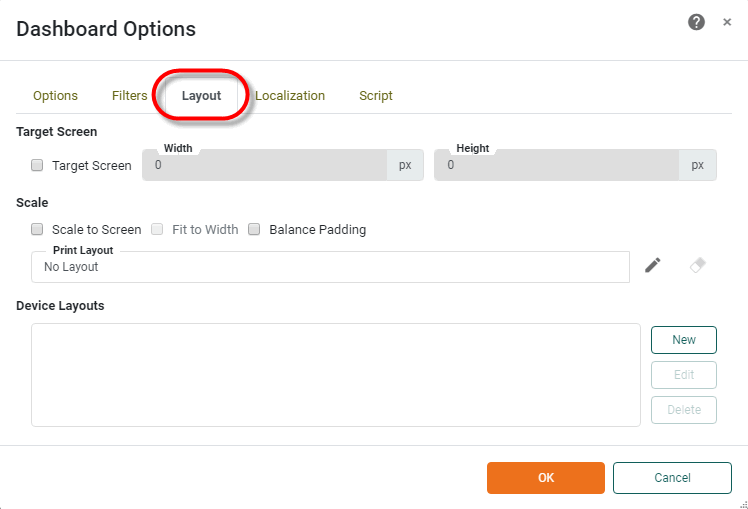 Dashboard Options
? ×
Options Filters Layout Localization Script
Target Screen
Width Height
Target Screen 0 px 0 px
Scale
Scale to Screen Fit to Width Balance Padding
Print Layout
No Layout
Device Layouts
New
Edit
Delete
OK Cancel